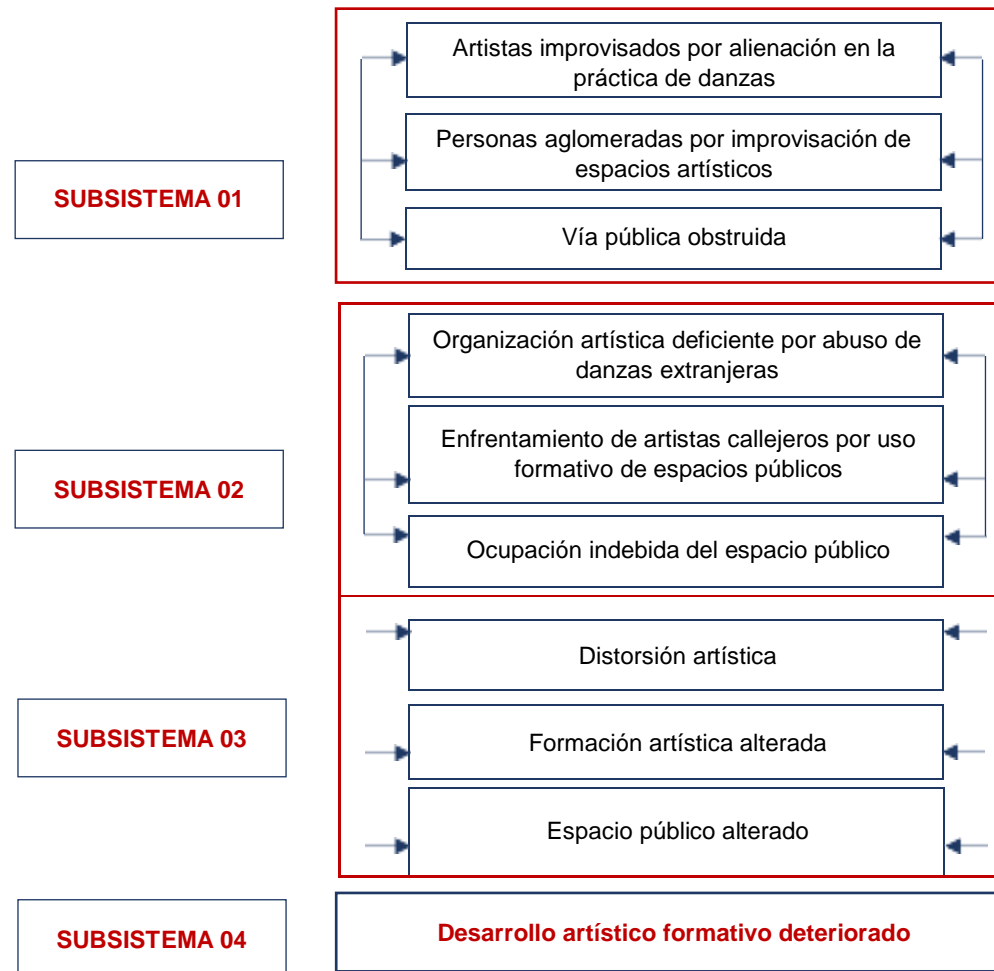 Artistas improvisados por alienación en la
práctica de danzas
Personas aglomeradas por improvisación de
espacios artísticos
SUBSISTEMA 01
Vía pública obstruida
Organización artística deficiente por abuso de
danzas extranjeras
Enfrentamiento de artistas callejeros por uso
formativo de espacios públicos
SUBSISTEMA 02
Ocupación indebida del espacio público
Distorsión artística
SUBSISTEMA 03
Formación artística alterada
Espacio público alterado
SUBSISTEMA 04
Desarrollo artístico formativo deteriorado